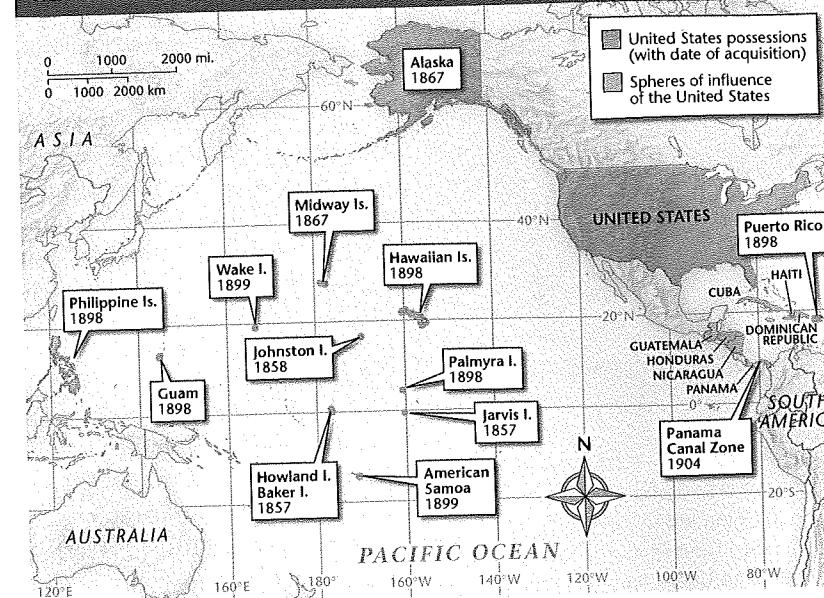 United States possessions
(with date of acquisition)
Spheres of influence
of the United States
0 1000 2000 mi.
0 1000 2000 km
Alaska
1867
60°N
ASIA
Midway Is.
1867
40°N
UNITED STATES
Puerto Rico
1898
Wake I.
1899
Hawaiian Is.
1898
HAITI
CUBA
Philippine Is.
1898
20°N
DOMINICAN
REPUBLIC
Johnston I.
1858
GUATEMALA
HONDURAS
NICARAGUA
PANAMA
Palmyra I.
1898
Guam
1898
0°
SOUTH
AMERIC
Jarvis I.
1857
Panama
Canal Zone
1904
N
Howland I.
Baker I.
1857
American
Samoa
1899
20°S
AUSTRALIA
PACIFIC OCEAN
120°E
160°E
180°
160°W
140°W
120°W
100°W
80°W